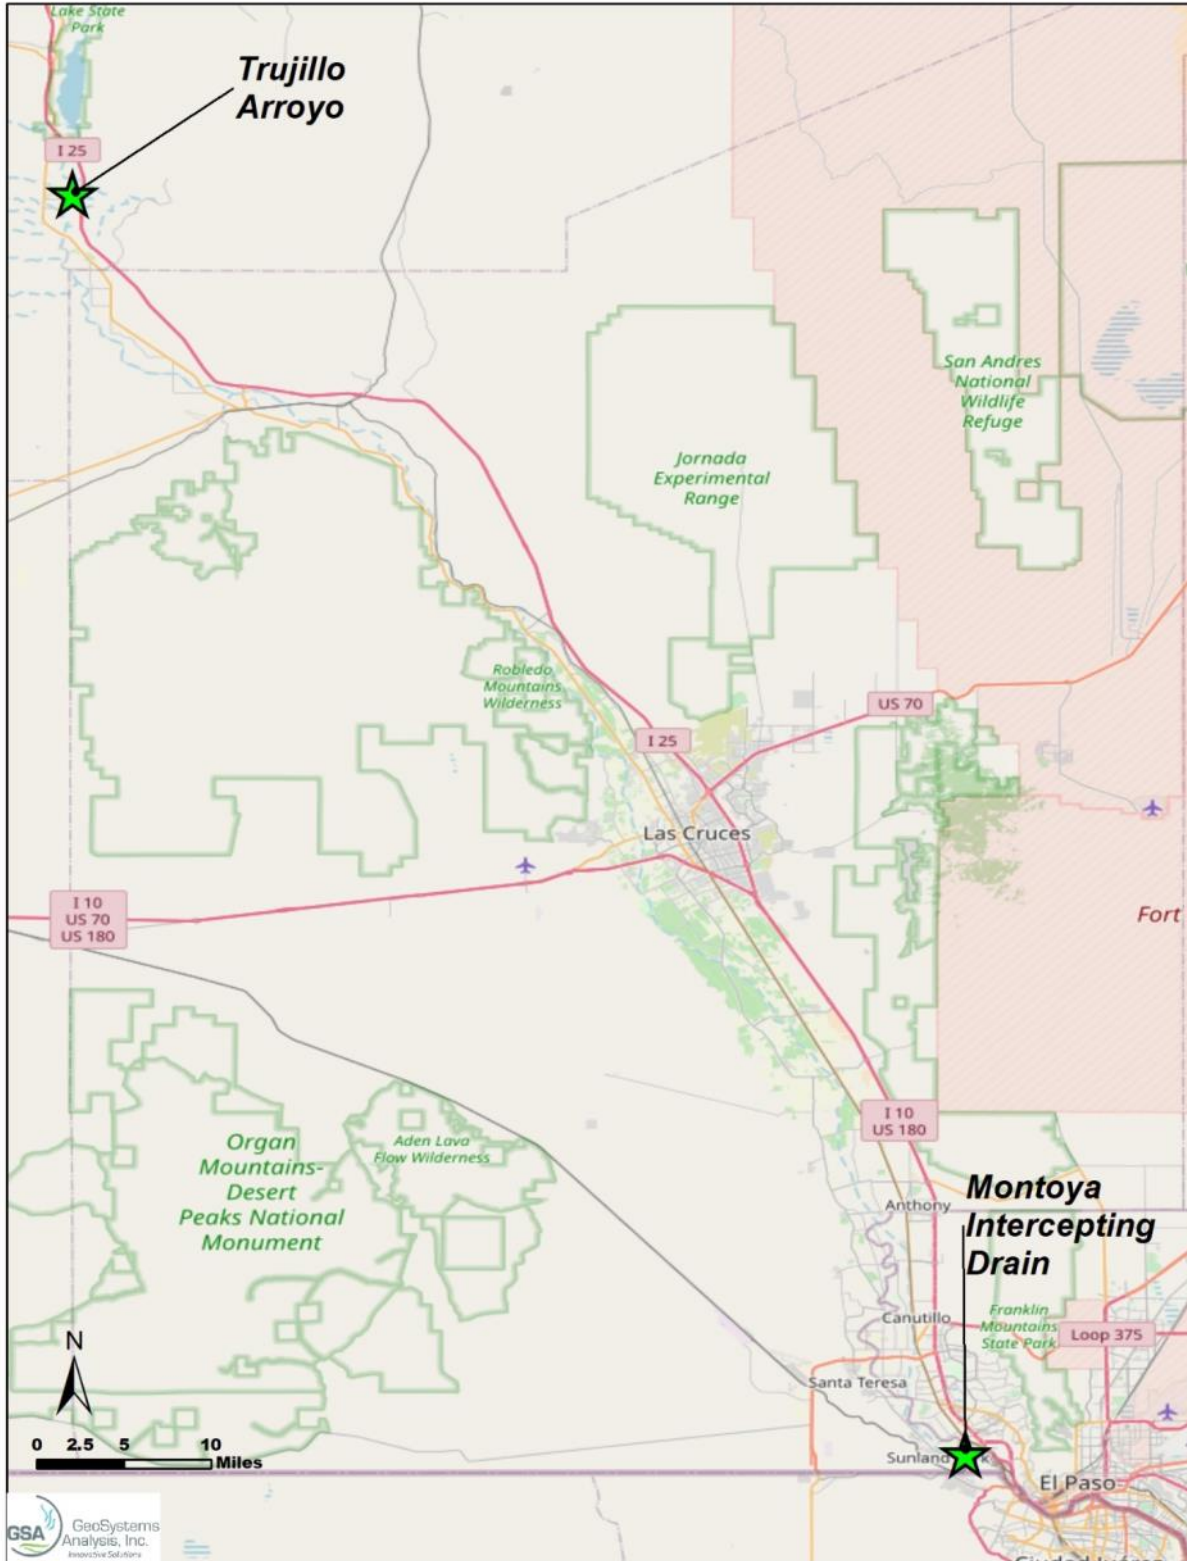 Lake State
Park
Trujillo
Arroyo
I 25
San Andres
National
Wildlife
Refuge
Jornada
Experimental
Range
Robledo
Mountains
Wilderness
US 70
I 25
Las Cruces
I 10
US 70
US 180
Fort
I 10
US 180
Organ
Mountains-
Desert
Peaks National
Monument
Aden Lava
Flow Wilderness
Anthony
Montoya
Intercepting
Drain
Canutillo
Franklin
Mountains
State Park
Loop 375
Santa Teresa
N
0 2.5 5 10
Miles
Sunland
El Paso
GSA
GeoSystems
Analysis, Inc.
Innovative Solutions